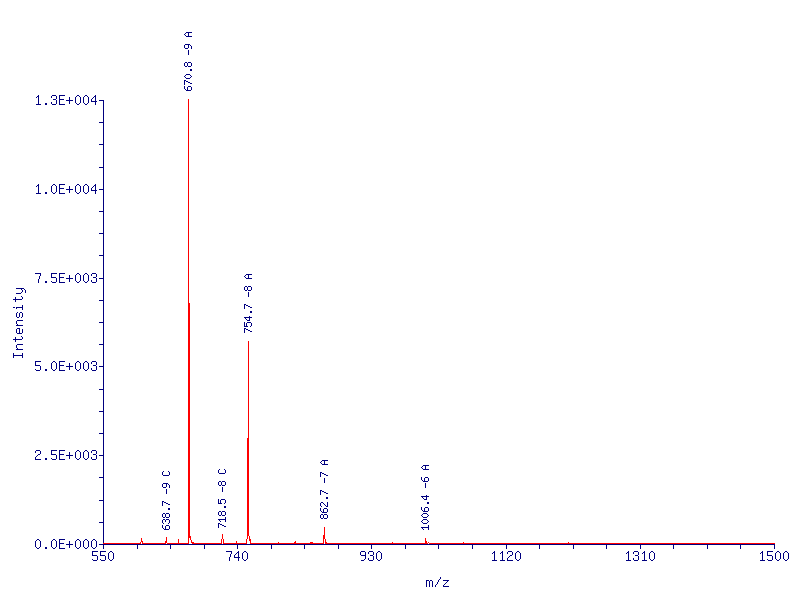 670.8 -9 A
1.3E+004
1.0E+004
754.7 -8 A
7.5E+003
Intensity
5.0E+003
2.5E+003
638.7 -9 C
718.5 -8 C
862.7 -7 A
1006.4 -6 A
0.0E+000
550 740 930 1120 1310 1500
m/z